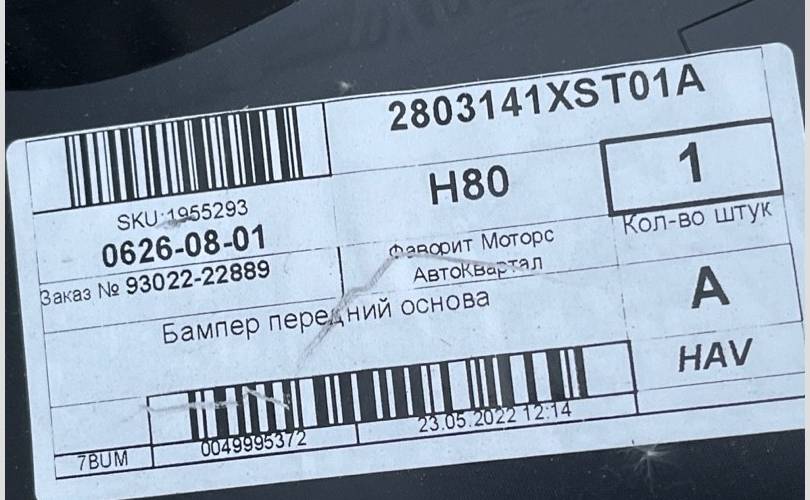 2803141XST01A
H80
1
SKU:1955293
0626-08-01
Фаворит Моторс
АвтоКвартал
Кол-во штук
Заказ № 93022-22889
Бампер передний основа
A
HAV
7BUM
0049995372
23.05.2022 12:14